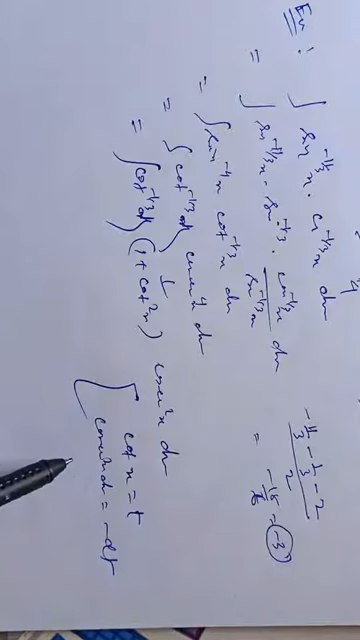 Ex: ∫ sin^{-11/3} x · cos^{-1/3} x dx
= ∫ sin^{-11/3} x · sin^{-1/3} · cos^{-1/3} x / sin^{-1/3} x dx
= ∫ sin^{-4} x cot^{-1/3} x dx
= ∫ cot^{-1/3} x cosec^4 x dx
= ∫ cot^{-1/3} x (1 + cot^2 x) cosec^2 x dx
cot x = t
cosec^2 x dx = -dt
(-11/3 - 1/3 - 2) / 2
= = -3
4